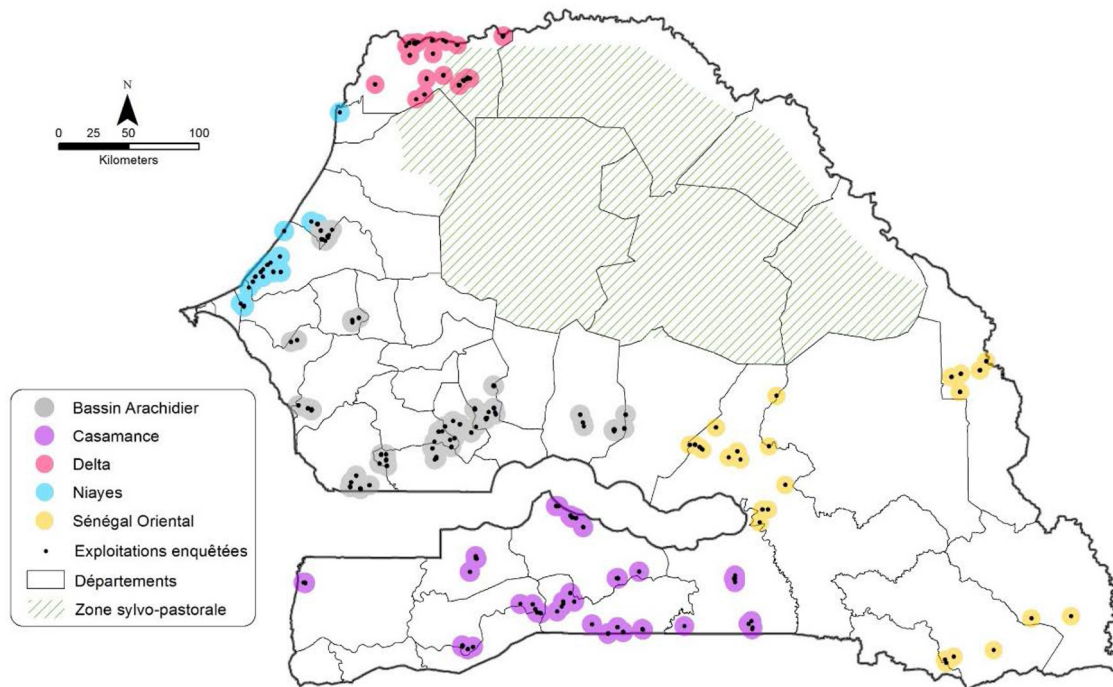 N
0 25 50 100
Kilometers
Bassin Arachidier
Casamance
Delta
Niayes
Sénégal Oriental
Exploitations enquêtées
Départements
Zone sylvo-pastorale